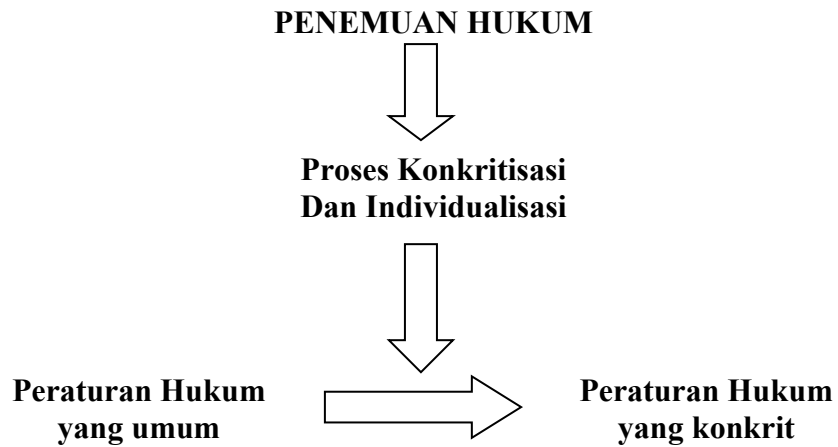 PENEMUAN HUKUM
Proses Konkritisasi
Dan Individualisasi
Peraturan Hukum
yang umum
Peraturan Hukum
yang konkrit